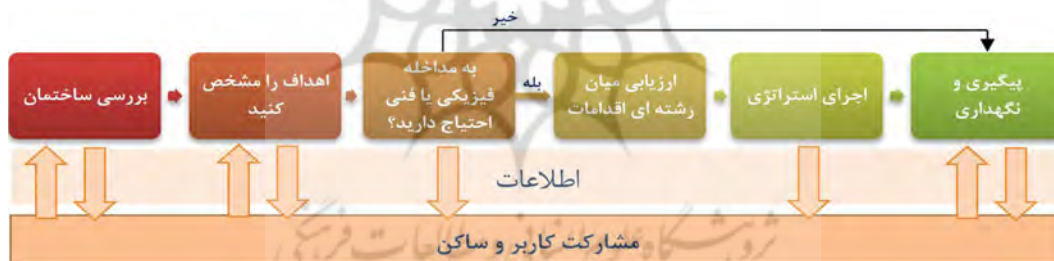 خیر
بررسی ساختمان
اهداف را مشخص
کنید
به مداخله
فیزیکی یا فنی
احتیاج دارید؟
بله
ارزیابی میان
رشته ای اقدامات
اجرای استراتژی
پیگیری و
نگهداری
اطلاعات
مشارکت کاربر و ساکن